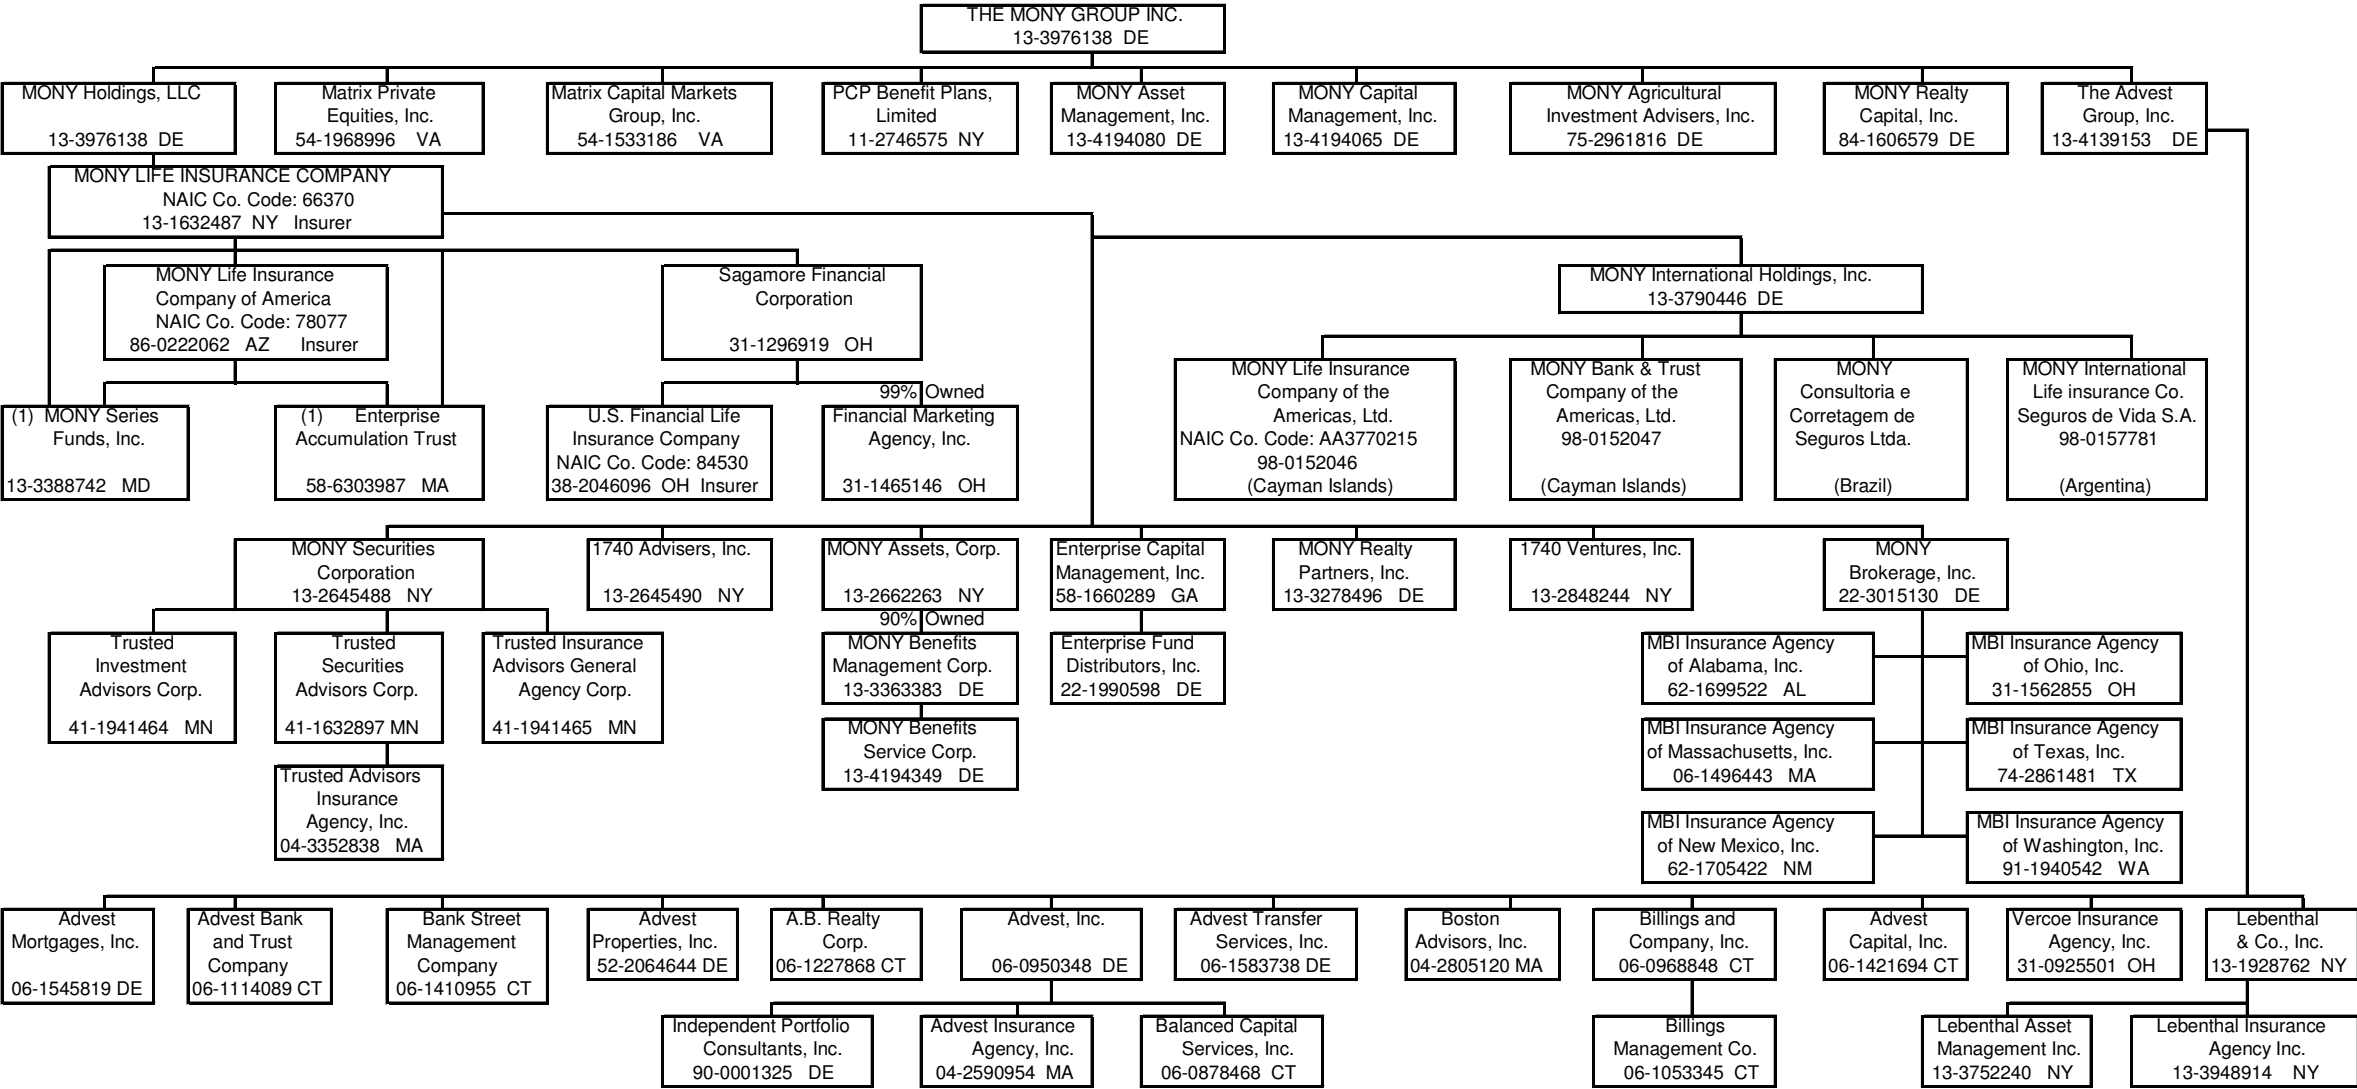 THE MONY GROUP INC.
13-3976138 DE
MONY Holdings, LLC
13-3976138 DE
Matrix Private
Equities, Inc.
54-1968996 VA
Matrix Capital Markets
Group, Inc.
54-1533186 VA
PCP Benefit Plans,
Limited
11-2746575 NY
MONY Asset
Management, Inc.
13-4194080 DE
MONY Capital
Management, Inc.
13-4194065 DE
MONY Agricultural
Investment Advisers, Inc.
75-2961816 DE
MONY Realty
Capital, Inc.
84-1606579 DE
The Advest
Group, Inc.
13-4139153 DE
MONY LIFE INSURANCE COMPANY
NAIC Co. Code: 66370
13-1632487 NY Insurer
MONY Life Insurance
Company of America
NAIC Co. Code: 78077
86-0222062 AZ Insurer
Sagamore Financial
Corporation
31-1296919 OH
MONY International Holdings, Inc.
13-3790446 DE
(1) MONY Series
Funds, Inc.
13-3388742 MD
(1) Enterprise
Accumulation Trust
58-6303987 MA
U.S. Financial Life
Insurance Company
NAIC Co. Code: 84530
38-2046096 OH Insurer
99% Owned
Financial Marketing
Agency, Inc.
31-1465146 OH
MONY Life Insurance
Company of the
Americas, Ltd.
NAIC Co. Code: AA3770215
98-0152046
(Cayman Islands)
MONY Bank & Trust
Company of the
Americas, Ltd.
98-0152047
(Cayman Islands)
MONY
Consultoria e
Corretagem de
Seguros Ltda.
(Brazil)
MONY International
Life insurance Co.
Seguros de Vida S.A.
98-0157781
(Argentina)
MONY Securities
Corporation
13-2645488 NY
1740 Advisers, Inc.
13-2645490 NY
MONY Assets, Corp.
13-2662263 NY
Enterprise Capital
Management, Inc.
58-1660289 GA
MONY Realty
Partners, Inc.
13-3278496 DE
1740 Ventures, Inc.
13-2848244 NY
MONY
Brokerage, Inc.
22-3015130 DE
Trusted
Investment
Advisors Corp.
41-1941464 MN
Trusted
Securities
Advisors Corp.
41-1632897 MN
Trusted Insurance
Advisors General
Agency Corp.
41-1941465 MN
90% Owned
MONY Benefits
Management Corp.
13-3363383 DE
Enterprise Fund
Distributors, Inc.
22-1990598 DE
MBI Insurance Agency
of Alabama, Inc.
62-1699522 AL
MBI Insurance Agency
of Ohio, Inc.
31-1562855 OH
MONY Benefits
Service Corp.
13-4194349 DE
MBI Insurance Agency
of Massachusetts, Inc.
06-1496443 MA
MBI Insurance Agency
of Texas, Inc.
74-2861481 TX
Trusted Advisors
Insurance
Agency, Inc.
04-3352838 MA
MBI Insurance Agency
of New Mexico, Inc.
62-1705422 NM
MBI Insurance Agency
of Washington, Inc.
91-1940542 WA
Advest
Mortgages, Inc.
06-1545819 DE
Advest Bank
and Trust
Company
06-1114089 CT
Bank Street
Management
Company
06-1410955 CT
Advest
Properties, Inc.
52-2064644 DE
A.B. Realty
Corp.
06-1227868 CT
Advest, Inc.
06-0950348 DE
Advest Transfer
Services, Inc.
06-1583738 DE
Boston
Advisors, Inc.
04-2805120 MA
Billings and
Company, Inc.
06-0968848 CT
Advest
Capital, Inc.
06-1421694 CT
Vercoe Insurance
Agency, Inc.
31-0925501 OH
Lebenthal
& Co., Inc.
13-1928762 NY
Independent Portfolio
Consultants, Inc.
90-0001325 DE
Advest Insurance
Agency, Inc.
04-2590954 MA
Balanced Capital
Services, Inc.
06-0878468 CT
Billings
Management Co.
06-1053345 CT
Lebenthal Asset
Management Inc.
13-3752240 NY
Lebenthal Insurance
Agency Inc.
13-3948914 NY